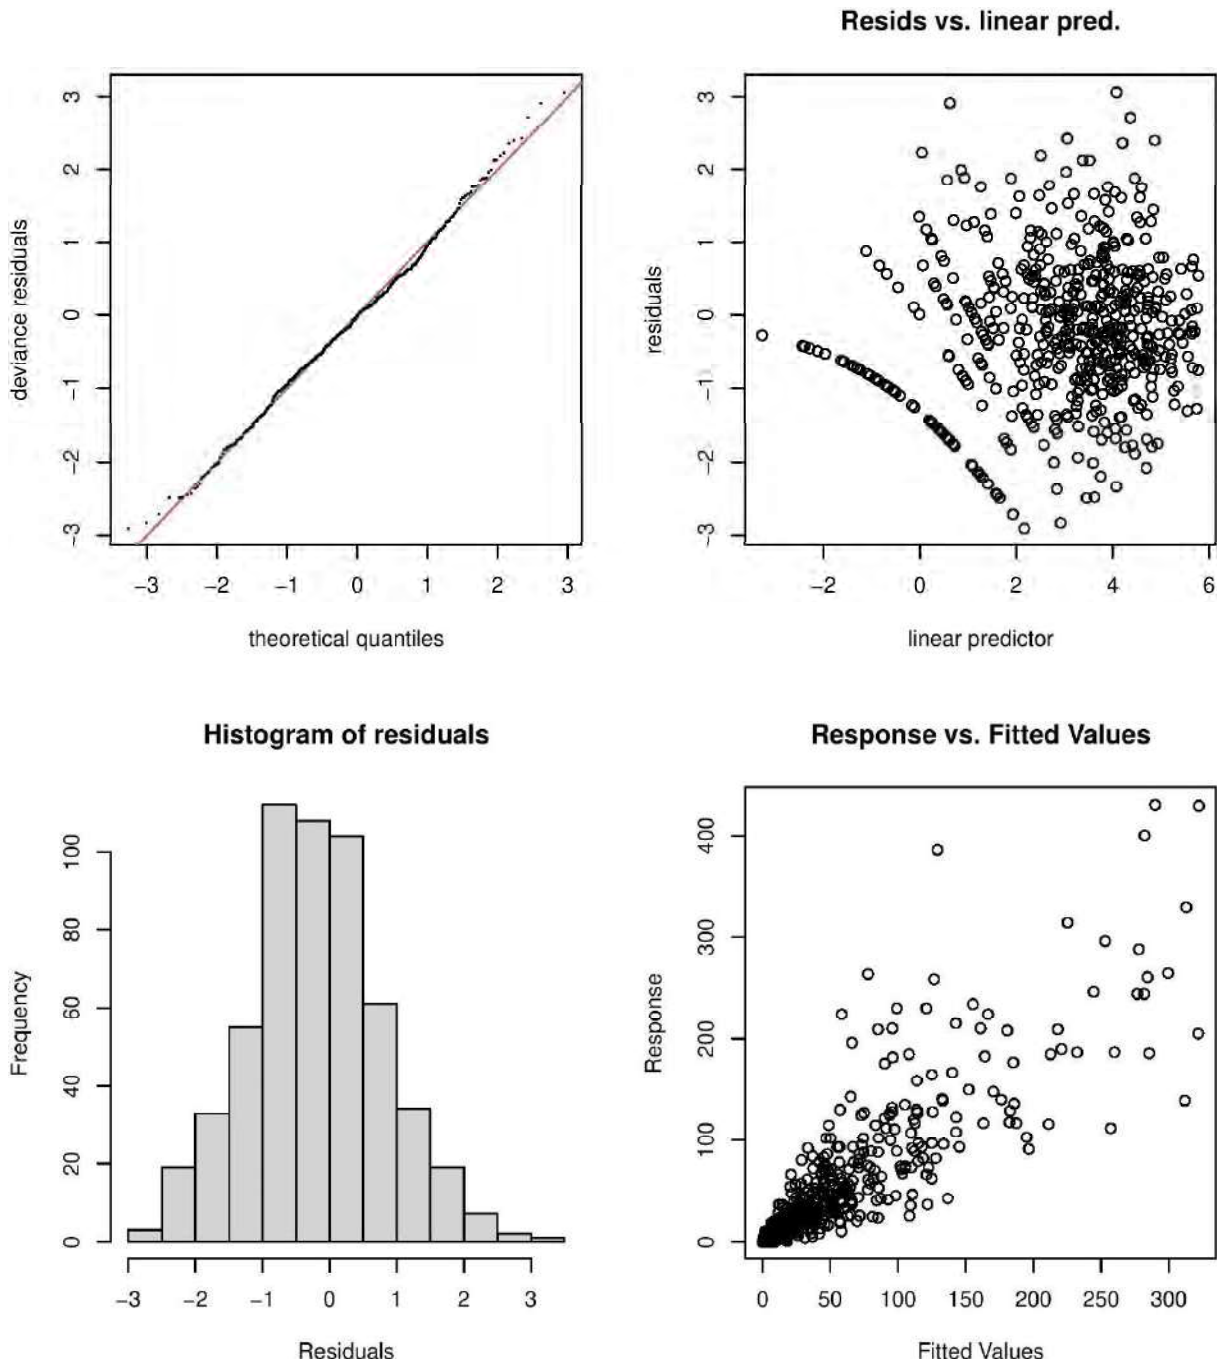 Resids vs. linear pred.
deviance residuals
3
2
1
0
−1
−2
−3
−3 −2 −1 0 1 2 3
theoretical quantiles
residuals
3
2
1
0
−1
−2
−3
−2 0 2 4 6
linear predictor
Histogram of residuals
Frequency
100
80
60
40
20
0
−3 −2 −1 0 1 2 3
Residuals
Response vs. Fitted Values
Response
400
300
200
100
0
0 50 100 150 200 250 300
Fitted Values